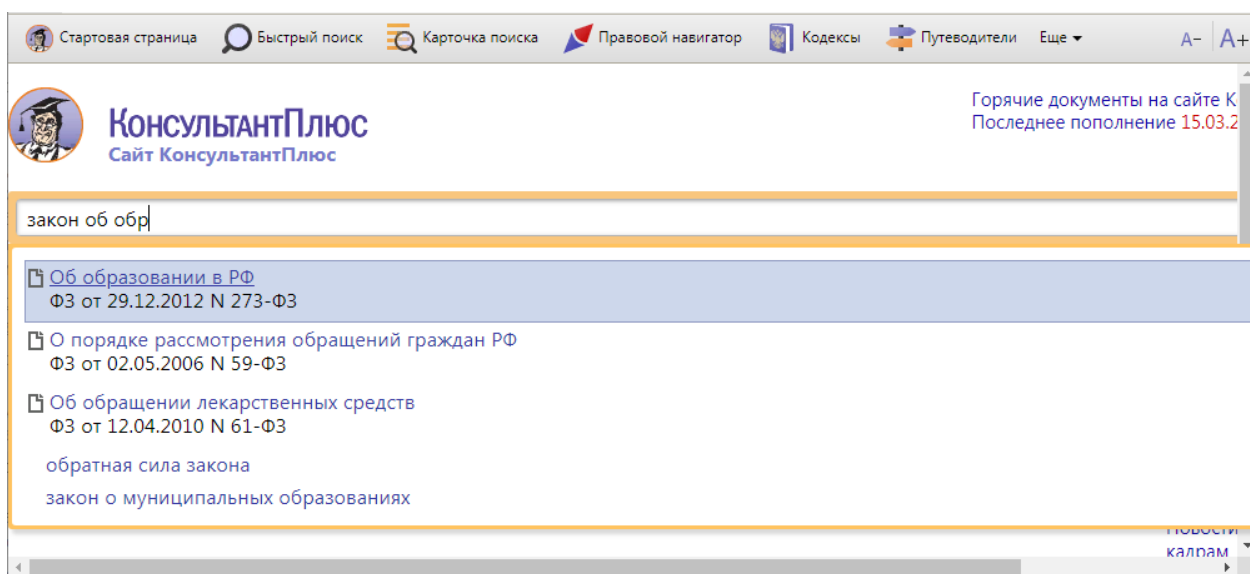 Стартовая страница Быстрый поиск Карточка поиска Правовой навигатор Кодексы Путеводители Еще А- А+
Горячие документы на сайте К
КонсультантПлюс
Последнее пополнение 15.03.2
Сайт КонсультантПлюс
закон об обр
Об образовании в РФ
ФЗ от 29.12.2012 N 273-ФЗ
О порядке рассмотрения обращений граждан РФ
ФЗ от 02.05.2006 N 59-ФЗ
Об обращении лекарственных средств
ФЗ от 12.04.2010 N 61-ФЗ
обратная сила закона
закон о муниципальных образованиях
Новости
кадрам